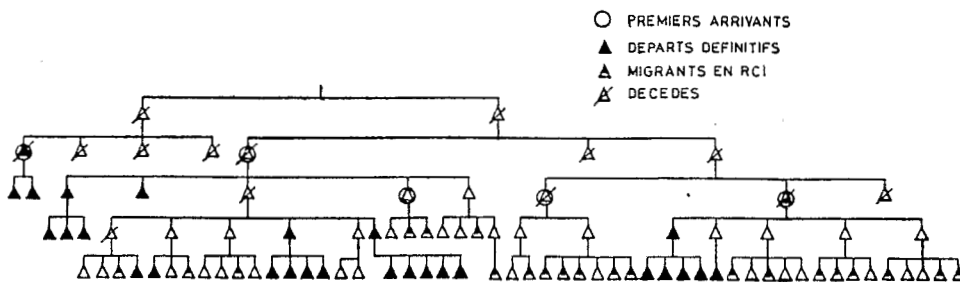 PREMIERS ARRIVANTS
DEPARTS DEFINITIFS
MIGRANTS EN RCI
DECEDES